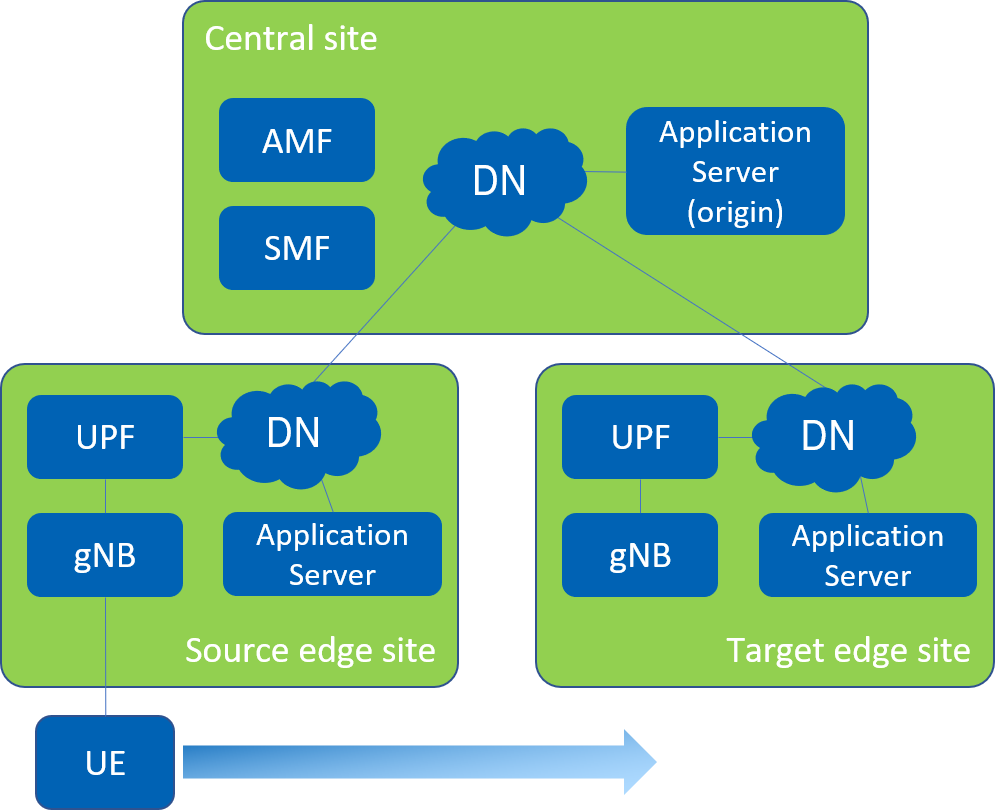 Central site
AMF
DN
Application
Server
(origin)
SMF
UPF
DN
gNB
Application
Server
Source edge site
UPF
DN
gNB
Application
Server
Target edge site
UE